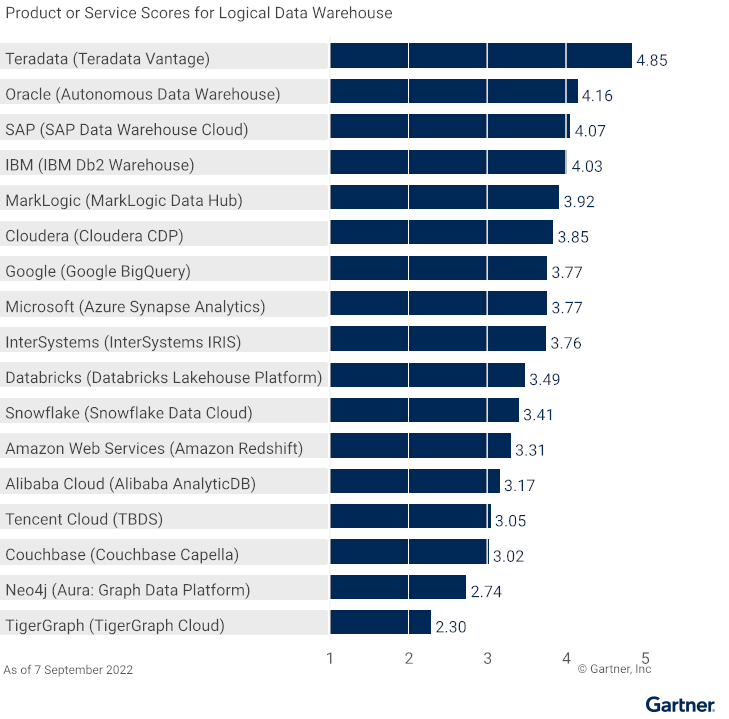 Product or Service Scores for Logical Data Warehouse
Teradata (Teradata Vantage) 4.85
Oracle (Autonomous Data Warehouse) 4.16
SAP (SAP Data Warehouse Cloud) 4.07
IBM (IBM Db2 Warehouse) 4.03
MarkLogic (MarkLogic Data Hub) 3.92
Cloudera (Cloudera CDP) 3.85
Google (Google BigQuery) 3.77
Microsoft (Azure Synapse Analytics) 3.77
InterSystems (InterSystems IRIS) 3.76
Databricks (Databricks Lakehouse Platform) 3.49
Snowflake (Snowflake Data Cloud) 3.41
Amazon Web Services (Amazon Redshift) 3.31
Alibaba Cloud (Alibaba AnalyticDB) 3.17
Tencent Cloud (TBDS) 3.05
Couchbase (Couchbase Capella) 3.02
Neo4j (Aura: Graph Data Platform) 2.74
TigerGraph (TigerGraph Cloud) 2.30
1 2 3 4 5
As of 7 September 2022 © Gartner, Inc
Gartner.